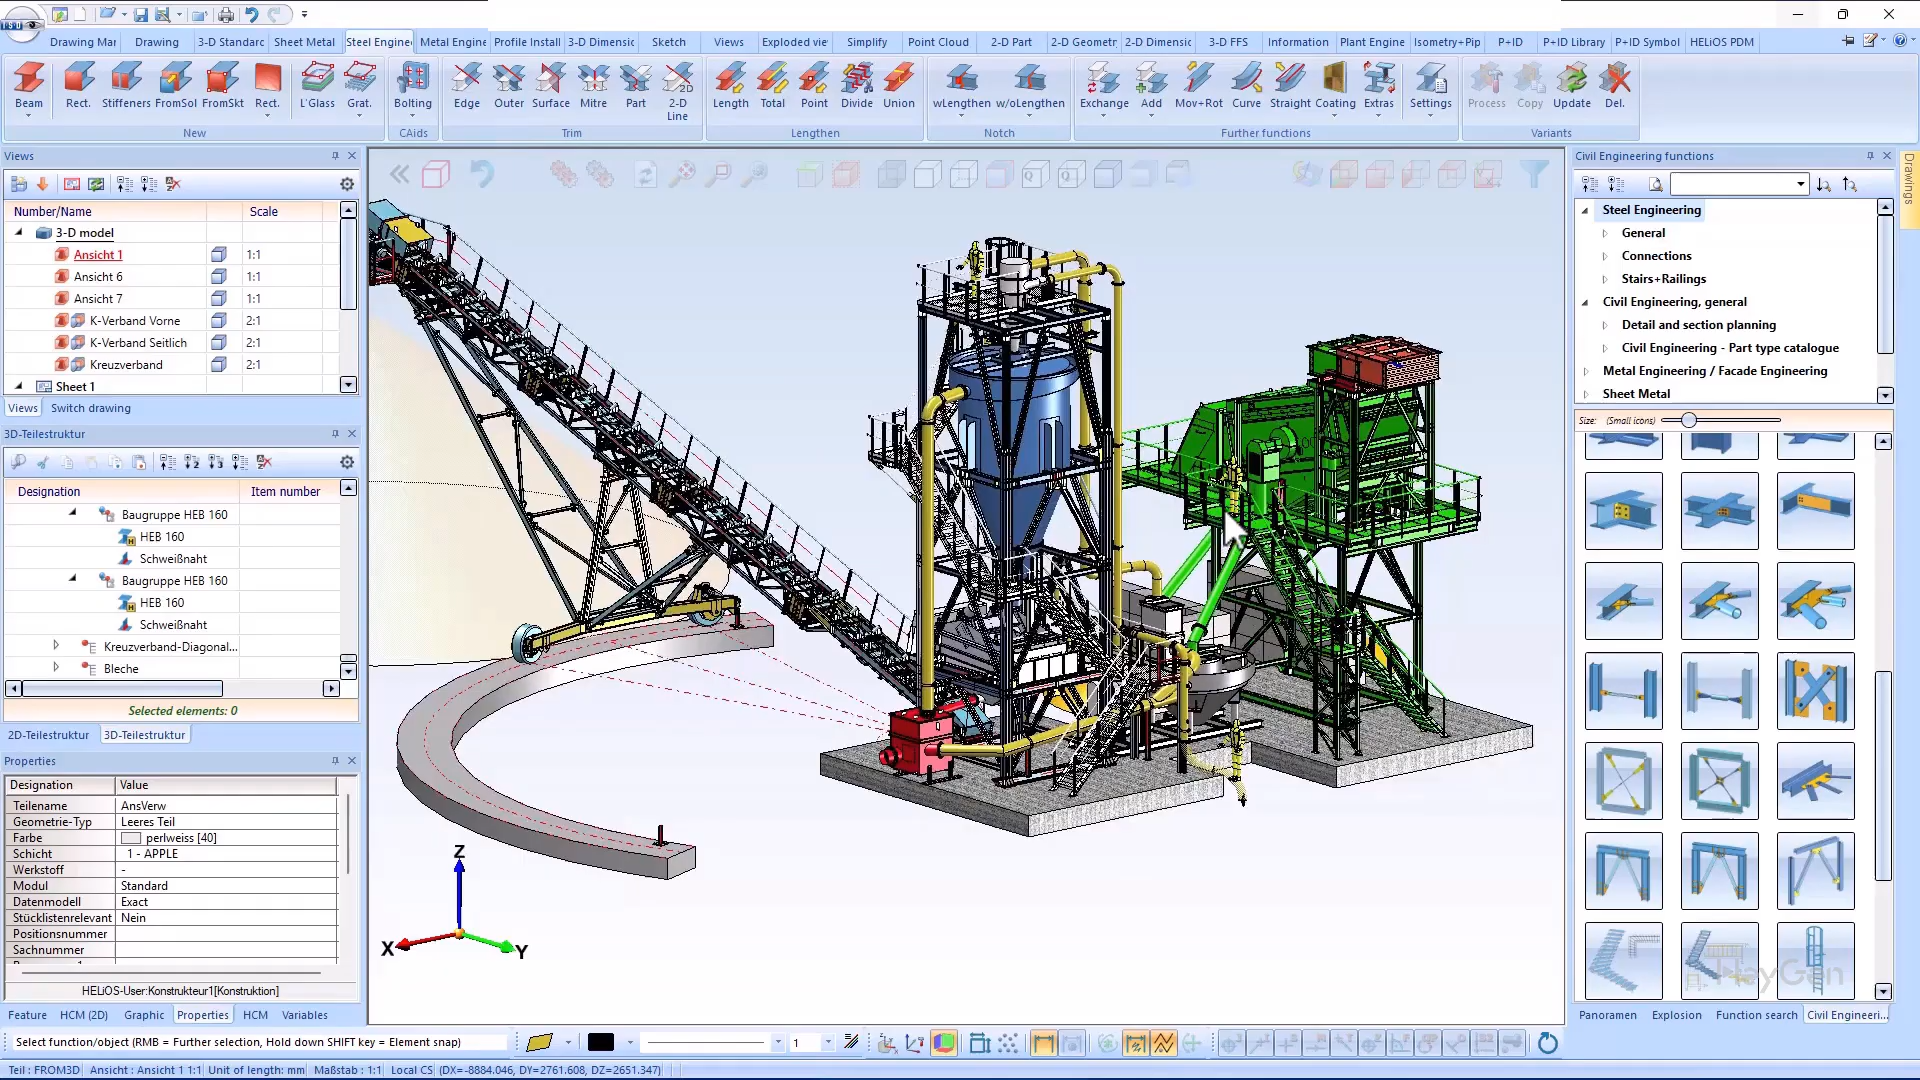 Drawing Mar
Drawing
3-D Standarc
Sheet Metal
Steel Engine
Metal Engine
Profile Install
3-D Dimensic
Sketch
Views
Exploded vie
Simplify
Point Cloud
2-D Part
2-D Geometr
2-D Dimensic
3-D FFS
Information
Plant Engine
Isometry+Pip
P+ID
P+ID Library
P+ID Symbol
HELiOS PDM
Beam
Rect.
Stiffeners
FromSol
FromSkt
Rect.
L'Glass
Grat.
Bolting
Edge
Outer
Surface
Mitre
Part
2-D
Line
Length
Total
Point
Divide
Union
wLengthen
w/oLengthen
Exchange
Add
Mov+Rot
Curve
Straight
Coating
Extras
Settings
Process
Copy
Update
Del.
New
CAids
Trim
Lengthen
Notch
Further functions
Variants
Views
Number/Name Scale
3-D model
Ansicht 1 1:1
Ansicht 6 1:1
Ansicht 7 1:1
K-Verband Vorne 2:1
K-Verband Seitlich 2:1
Kreuzverband 2:1
Sheet 1
Views Switch drawing
3D-Teilestruktur
Designation Item number
Baugruppe HEB 160
HEB 160
Schweißnaht
Baugruppe HEB 160
HEB 160
Schweißnaht
Kreuzverband-Diagonal...
Bleche
Selected elements: 0
2D-Teilestruktur 3D-Teilestruktur
Properties
Designation Value
Teilename AnsVerw
Geometrie-Typ Leeres Teil
Farbe perlweiss [40]
Schicht 1 - APPLE
Werkstoff -
Modul Standard
Datenmodell Exact
Stücklistenrelevant Nein
Positionsnummer
Sachnummer
HELiOS-User:Konstrukteur1[Konstruktion]
Feature HCM (2D) Graphic Properties HCM Variables
Z
X
Y
Civil Engineering functions
Drawings
Steel Engineering
General
Connections
Stairs+Railings
Civil Engineering, general
Detail and section planning
Civil Engineering - Part type catalogue
Metal Engineering / Facade Engineering
Sheet Metal
Size: (Small icons)
Panoramen Explosion Function search Civil Engineeri...
Select function/object (RMB = Further selection, Hold down SHIFT key = Element snap)
1
Teil : FROM3D Ansicht : Ansicht 1 1:1 Unit of length: mm Maßstab : 1:1 Local CS (DX=-8884.046, DY=2761.608, DZ=2651.347)